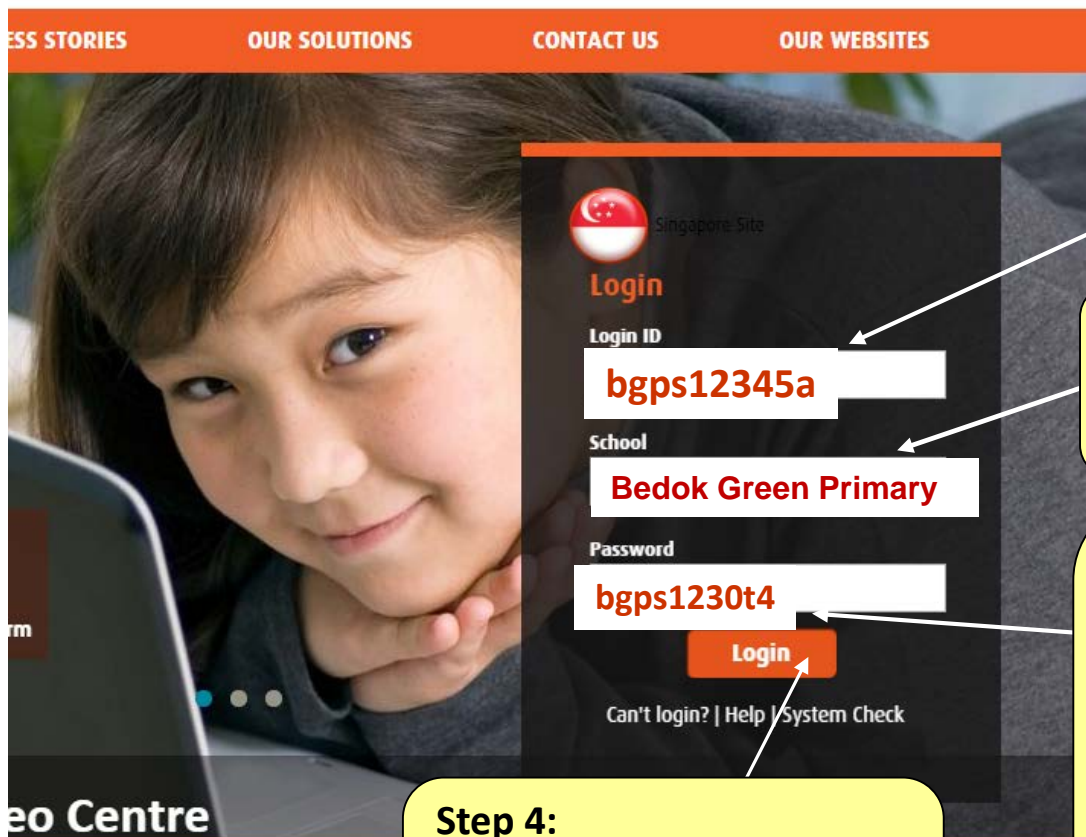 ESS STORIES OUR SOLUTIONS CONTACT US OUR WEBSITES
Singapore Site
Login
Login ID
bgps12345a
School
Bedok Green Primary
Password
bgps1230t4
rm
Login
Can't login? | Help | System Check
eo Centre
Step 4: